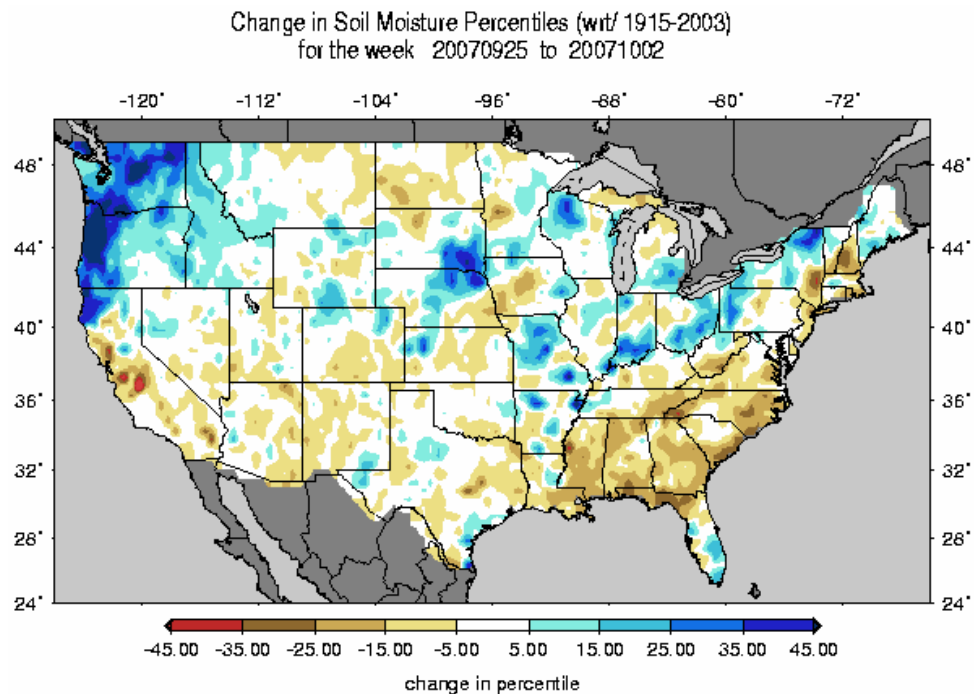 Change in Soil Moisture Percentiles (wrt/ 1915-2003)
for the week 20070925 to 20071002
-120° -112° -104° -96° -88° -80° -72°
48° 48°
44° 44°
40° 40°
36° 36°
32° 32°
28° 28°
24° 24°
-45.00 -35.00 -25.00 -15.00 -5.00 5.00 15.00 25.00 35.00 45.00
change in percentile